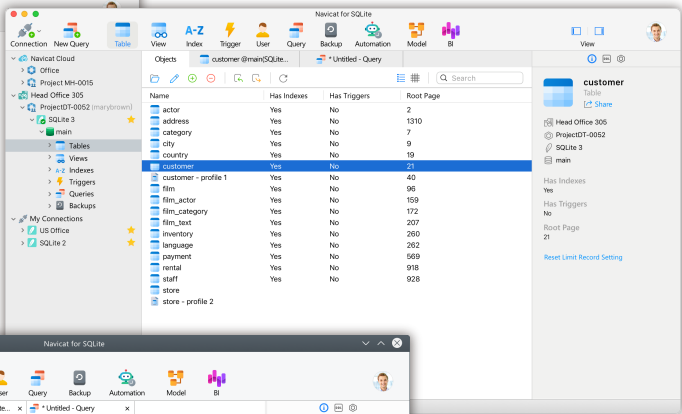 Navicat for SQLite
Connection
New Query
Table
View
A-Z
Index
Trigger
User
Query
Backup
Automation
Model
BI
View
Navicat Cloud
Office
Project MH-0015
Head Office 305
ProjectDT-0052 (marybrown)
SQLite 3
main
Tables
Views
A-Z Indexes
Triggers
Queries
Backups
My Connections
US Office
SQLite 2
Objects
customer @main(SQLite...
* Untitled - Query
Search
Name Has Indexes Has Triggers Root Page
actor Yes No 2
address Yes No 1310
category Yes No 7
city Yes No 9
country Yes No 19
customer Yes No 21
customer - profile 1 Yes No 40
film Yes No 96
film_actor Yes No 159
film_category Yes No 172
film_text Yes No 207
inventory Yes No 260
language Yes No 262
payment Yes No 569
rental Yes No 918
staff Yes No 928
store
store - profile 2
customer
Table
Share
Head Office 305
ProjectDT-0052
SQLite 3
main
Has Indexes
Yes
Has Triggers
No
Root Page
21
Reset Limit Record Setting
Navicat for SQLite
ser
Query
Backup
Automation
Model
BI
te... ×
* Untitled - Query ×